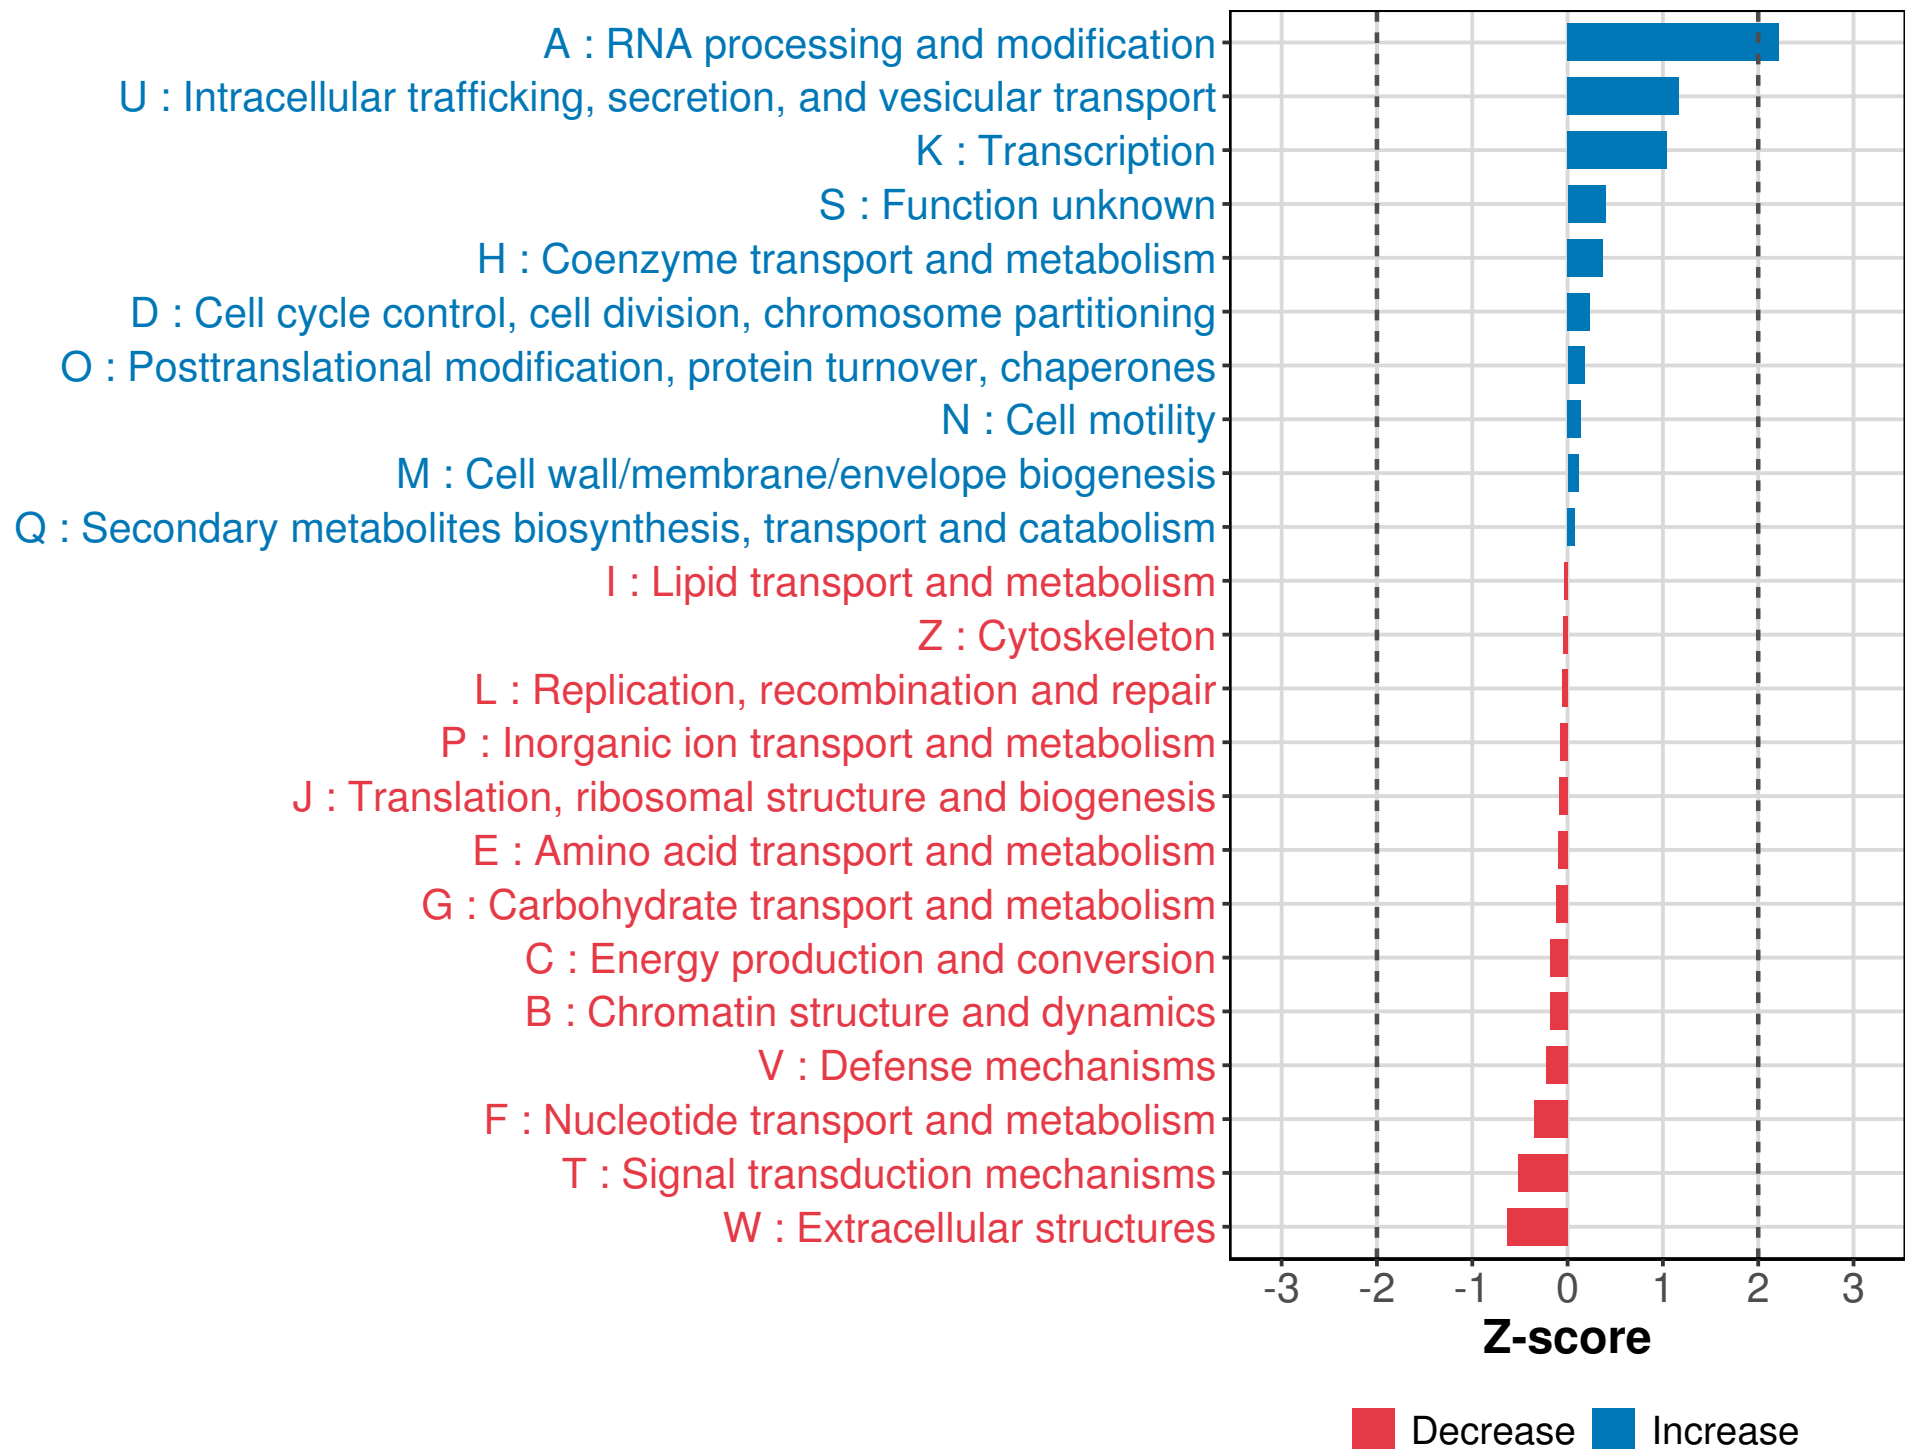 A : RNA processing and modification
U : Intracellular trafficking, secretion, and vesicular transport
K : Transcription
S : Function unknown
H : Coenzyme transport and metabolism
D : Cell cycle control, cell division, chromosome partitioning
O : Posttranslational modification, protein turnover, chaperones
N : Cell motility
M : Cell wall/membrane/envelope biogenesis
Q : Secondary metabolites biosynthesis, transport and catabolism
I : Lipid transport and metabolism
Z : Cytoskeleton
L : Replication, recombination and repair
P : Inorganic ion transport and metabolism
J : Translation, ribosomal structure and biogenesis
E : Amino acid transport and metabolism
G : Carbohydrate transport and metabolism
C : Energy production and conversion
B : Chromatin structure and dynamics
V : Defense mechanisms
F : Nucleotide transport and metabolism
T : Signal transduction mechanisms
W : Extracellular structures
-3 -2 -1 0 1 2 3
Z-score
Decrease Increase